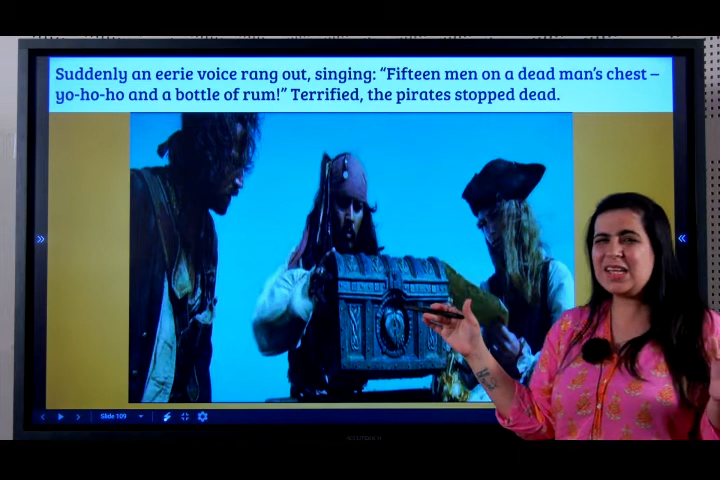 Suddenly an eerie voice rang out, singing: “Fifteen men on a dead man’s chest –
yo-ho-ho and a bottle of rum!” Terrified, the pirates stopped dead.
Slide 109